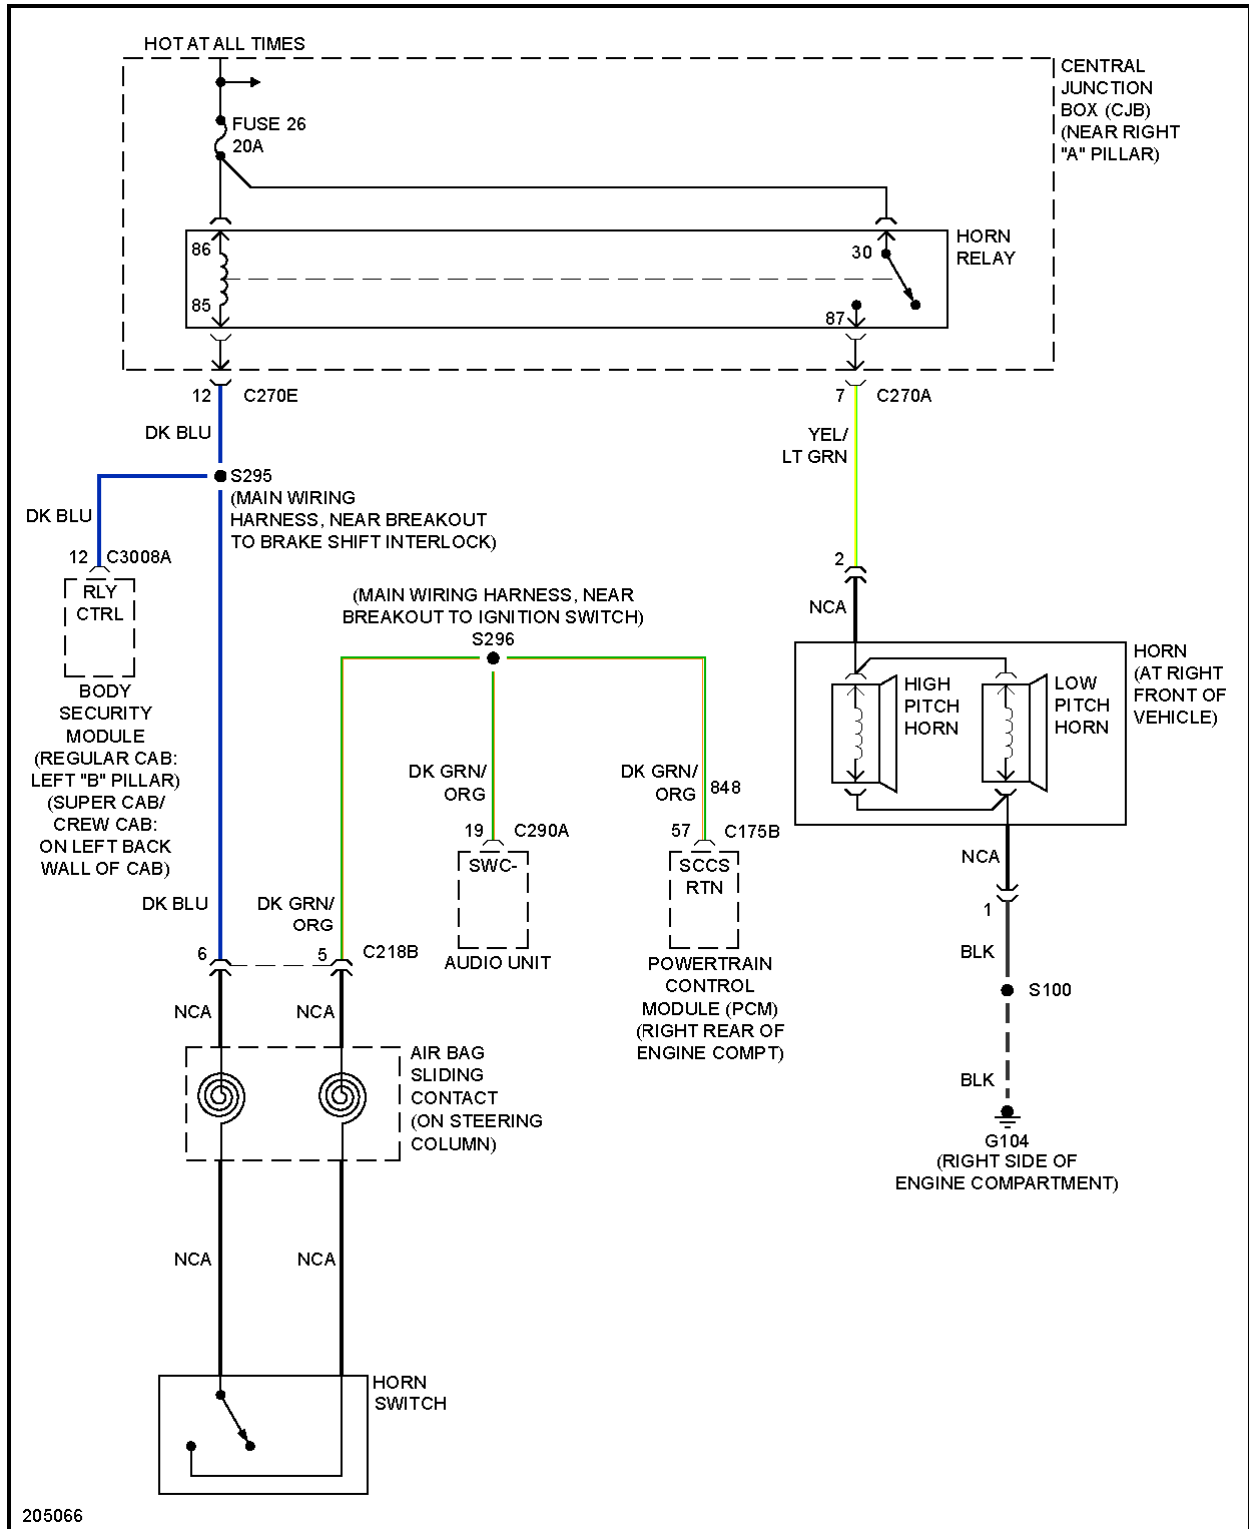 HOT AT ALL TIMES
CENTRAL
JUNCTION
BOX (CJB)
(NEAR RIGHT
"A" PILLAR)
FUSE 26
20A
HORN
RELAY
86
30
85
87
12
C270E
7
C270A
DK BLU
YEL/
LT GRN
S295
(MAIN WIRING
HARNESS, NEAR BREAKOUT
TO BRAKE SHIFT INTERLOCK)
DK BLU
12
C3008A
RLY
CTRL
BODY
SECURITY
MODULE
(REGULAR CAB:
LEFT "B" PILLAR)
(SUPER CAB/
CREW CAB:
ON LEFT BACK
WALL OF CAB)
(MAIN WIRING HARNESS, NEAR
BREAKOUT TO IGNITION SWITCH)
S296
2
NCA
HORN
(AT RIGHT
FRONT OF
VEHICLE)
HIGH
PITCH
HORN
LOW
PITCH
HORN
DK GRN/
ORG
DK GRN/
ORG
848
19
C290A
57
C175B
SWC-
SCCS
RTN
AUDIO UNIT
POWERTRAIN
CONTROL
MODULE (PCM)
(RIGHT REAR OF
ENGINE COMPT)
NCA
1
BLK
S100
BLK
G104
(RIGHT SIDE OF
ENGINE COMPARTMENT)
DK BLU
DK GRN/
ORG
6
5
C218B
NCA
NCA
AIR BAG
SLIDING
CONTACT
(ON STEERING
COLUMN)
NCA
NCA
HORN
SWITCH
205066